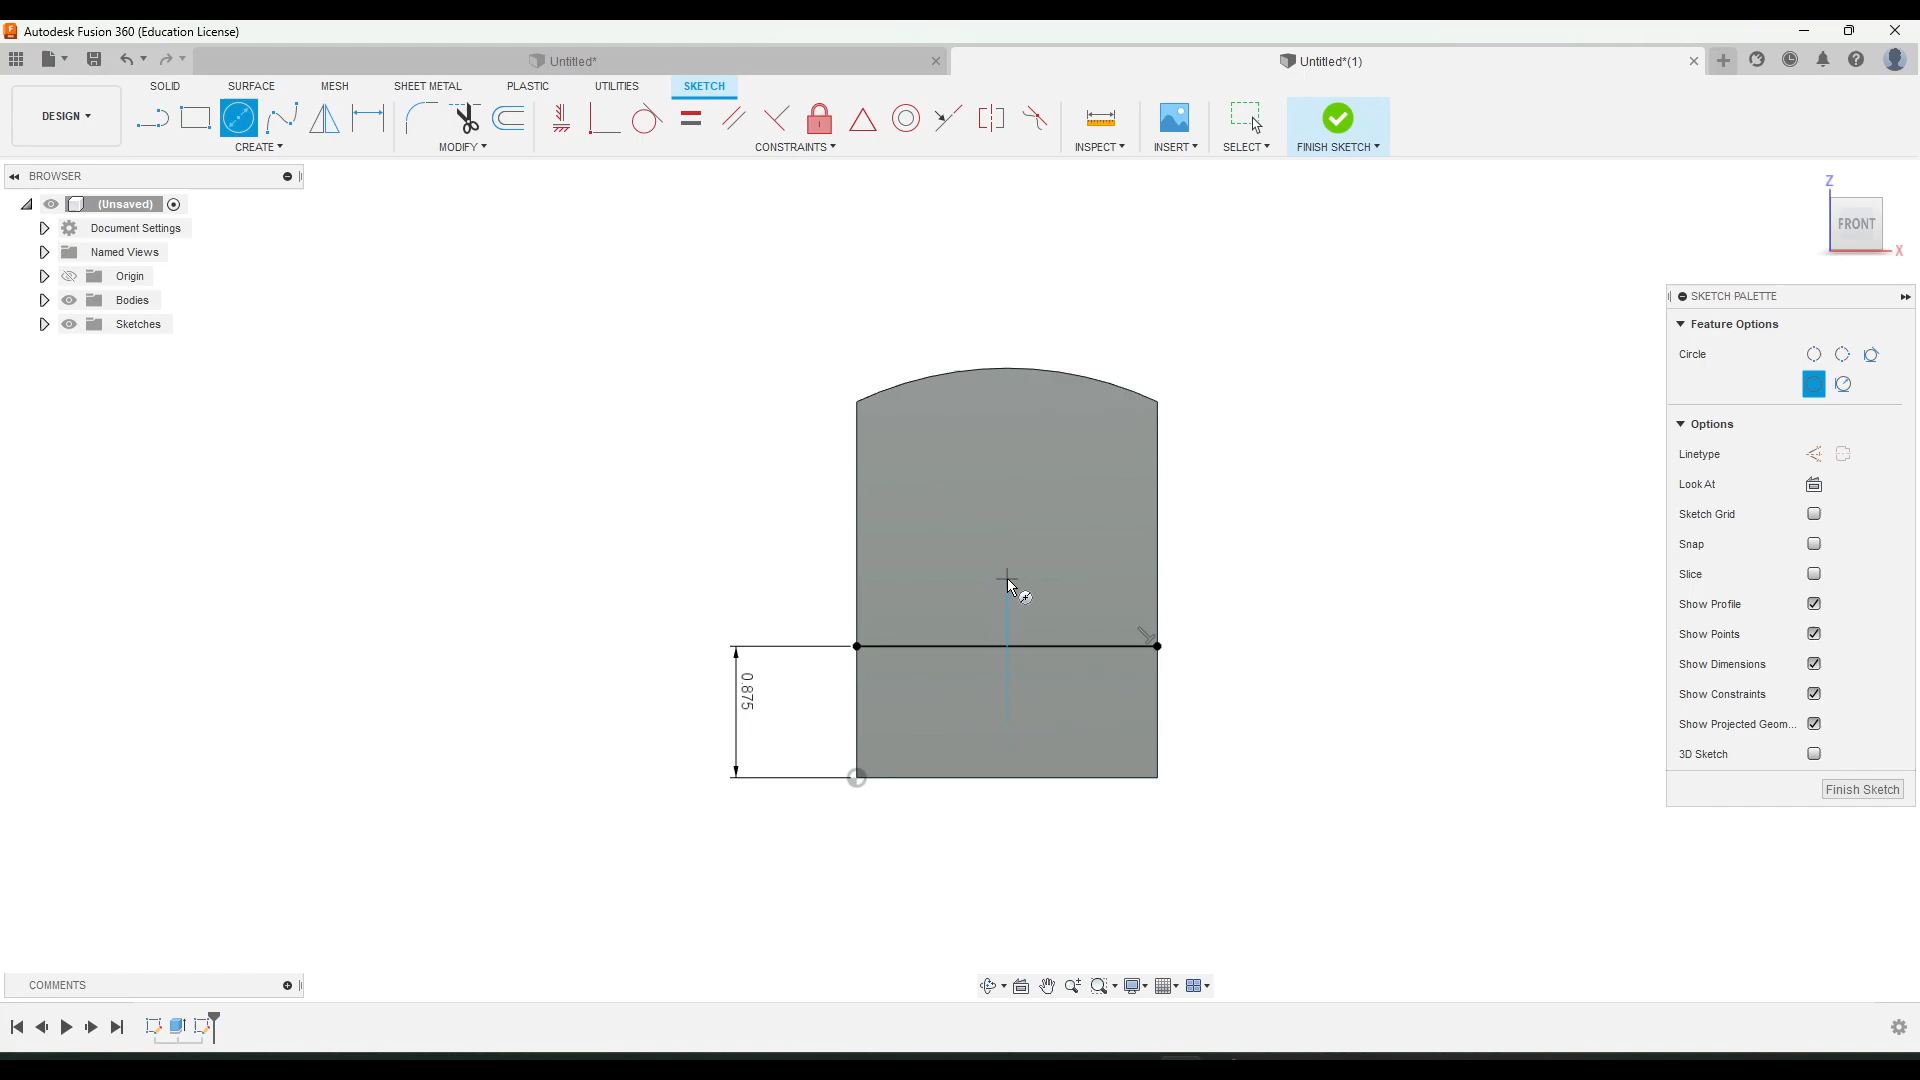 Autodesk Fusion 360 (Education License)
Untitled*
Untitled*(1)
SOLID
SURFACE
MESH
SHEET METAL
PLASTIC
UTILITIES
SKETCH
DESIGN
CREATE
MODIFY
CONSTRAINTS
INSPECT
INSERT
SELECT
FINISH SKETCH
BROWSER
(Unsaved)
Document Settings
Named Views
Origin
Bodies
Sketches
Z
FRONT
X
SKETCH PALETTE
Feature Options
Circle
Options
Linetype
Look At
Sketch Grid
Snap
Slice
Show Profile
Show Points
Show Dimensions
Show Constraints
Show Projected Geom...
3D Sketch
Finish Sketch
0.875
COMMENTS